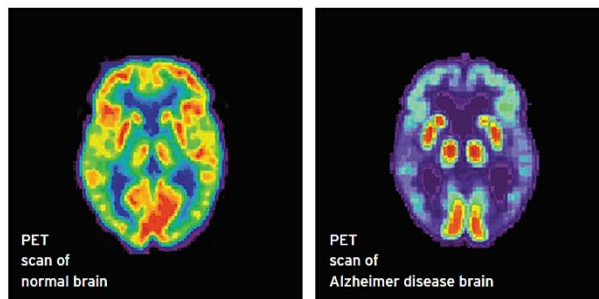 PET
scan of
normal brain
PET
scan of
Alzheimer disease brain